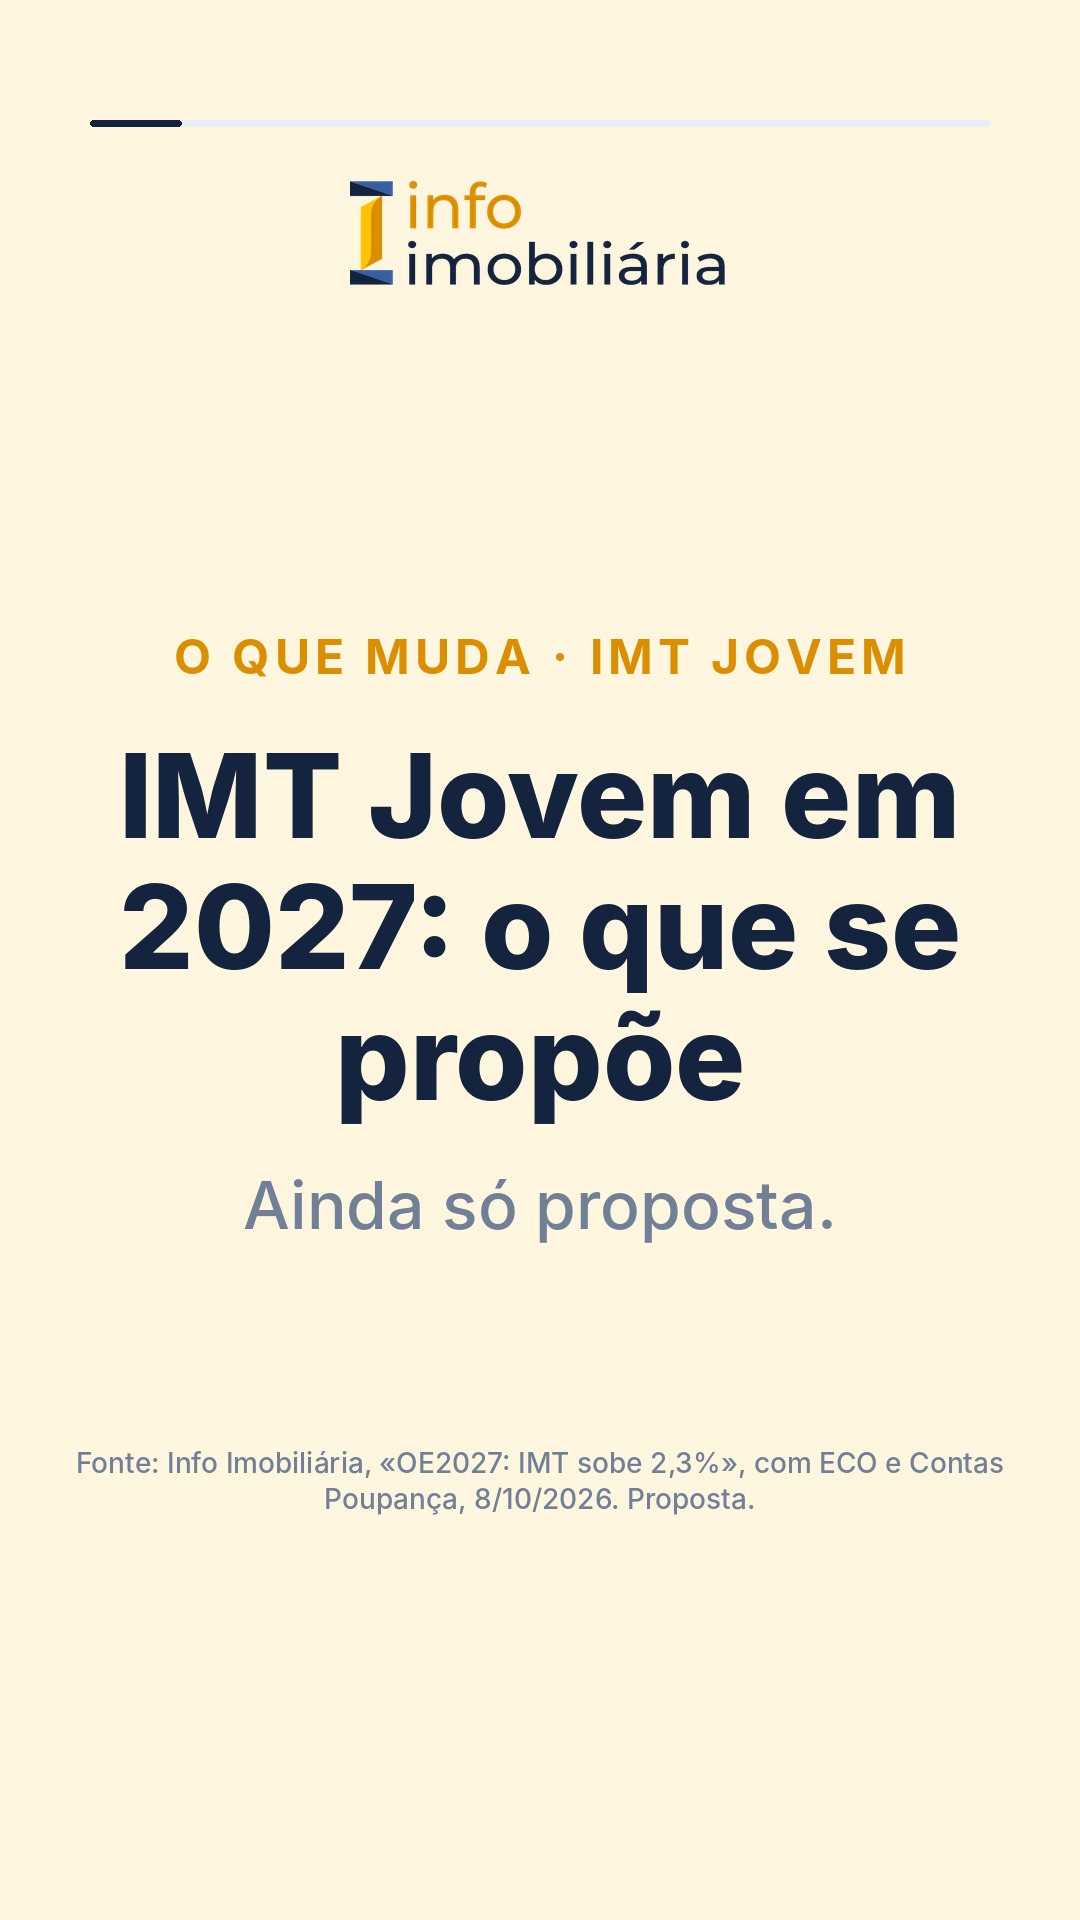 info
imobiliária
O QUE MUDA · IMT JOVEM
IMT Jovem em
2027: o que se
propõe
Ainda só proposta.
Fonte: Info Imobiliária, «OE2027: IMT sobe 2,3%», com ECO e Contas
Poupança, 8/10/2026. Proposta.